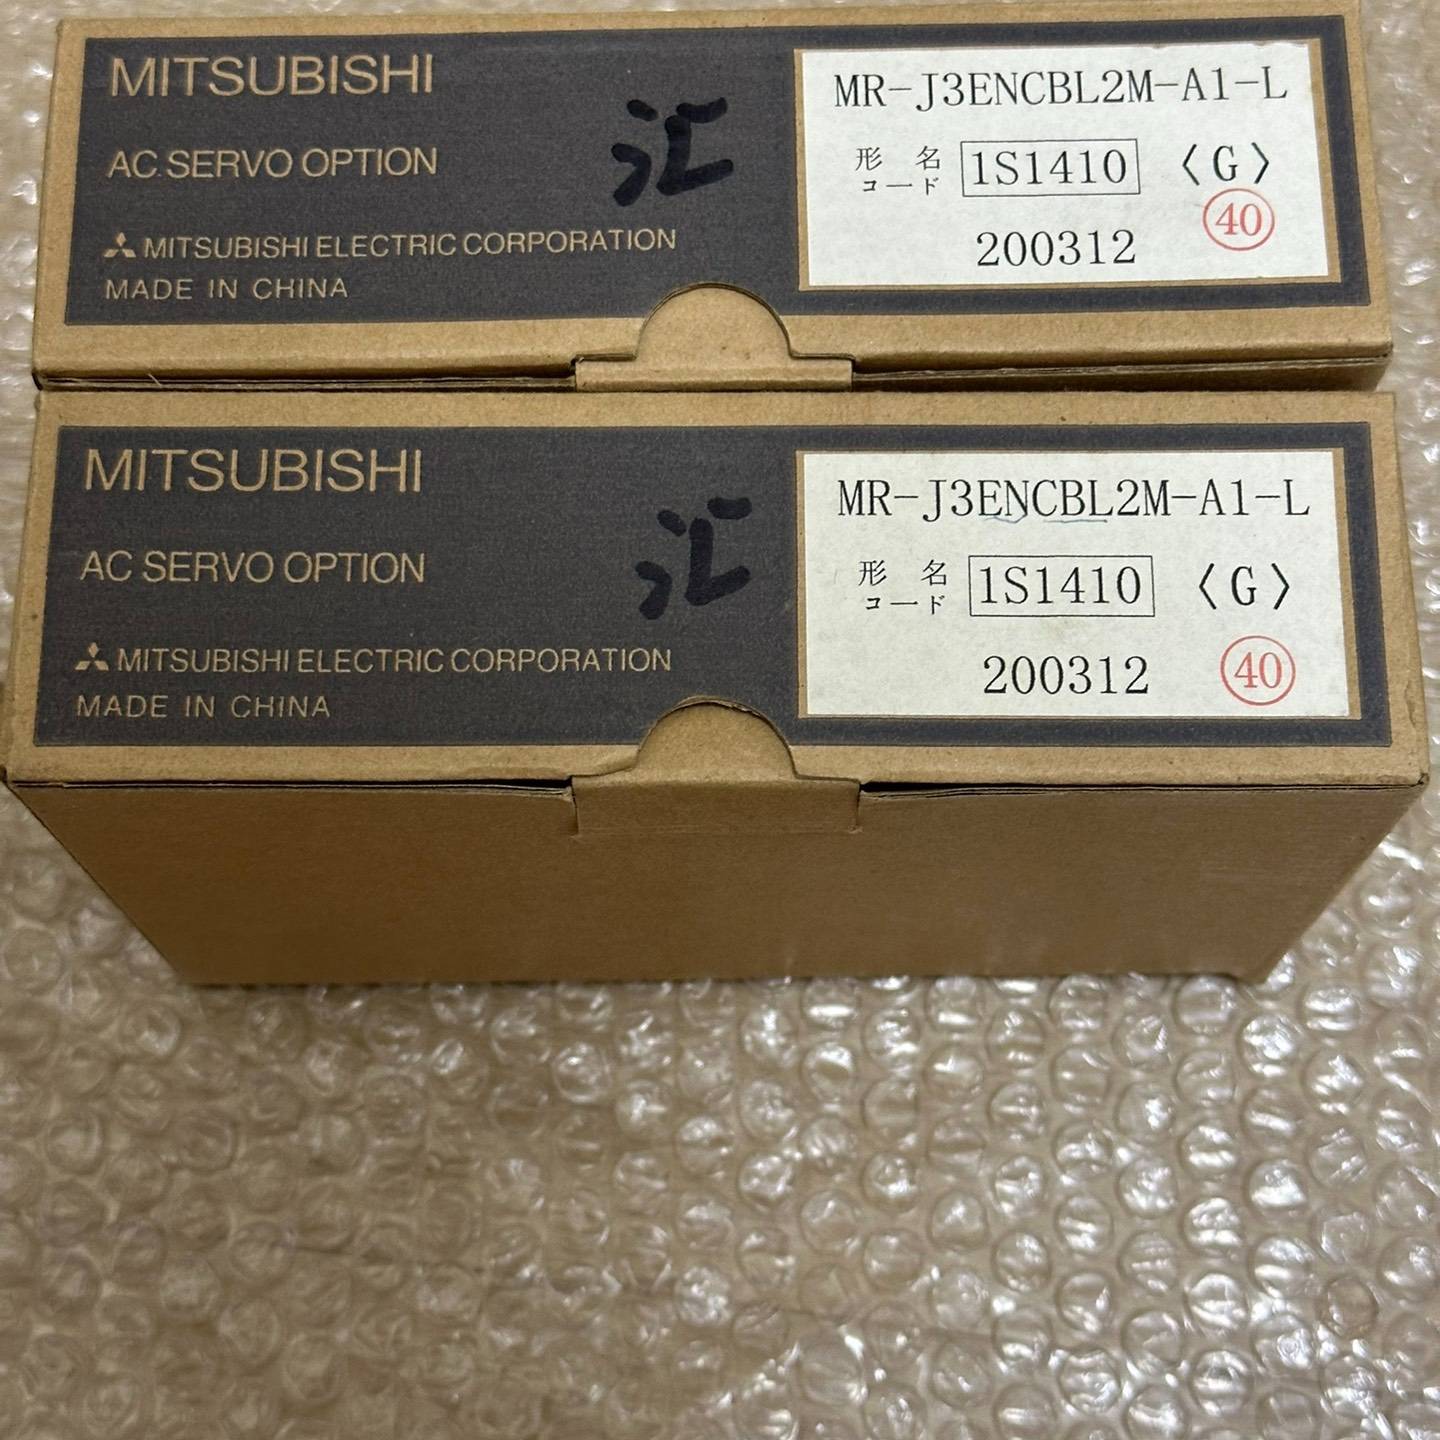 MITSUBISHI
AC SERVO OPTION
MITSUBISHI ELECTRIC CORPORATION
MADE IN CHINA
汇
MR-J3ENCBL2M-A1-L
形名コード 1S1410 〈G〉
40
200312
MITSUBISHI
AC SERVO OPTION
MITSUBISHI ELECTRIC CORPORATION
MADE IN CHINA
汇
MR-J3ENCBL2M-A1-L
形名コード 1S1410 〈G〉
200312 40